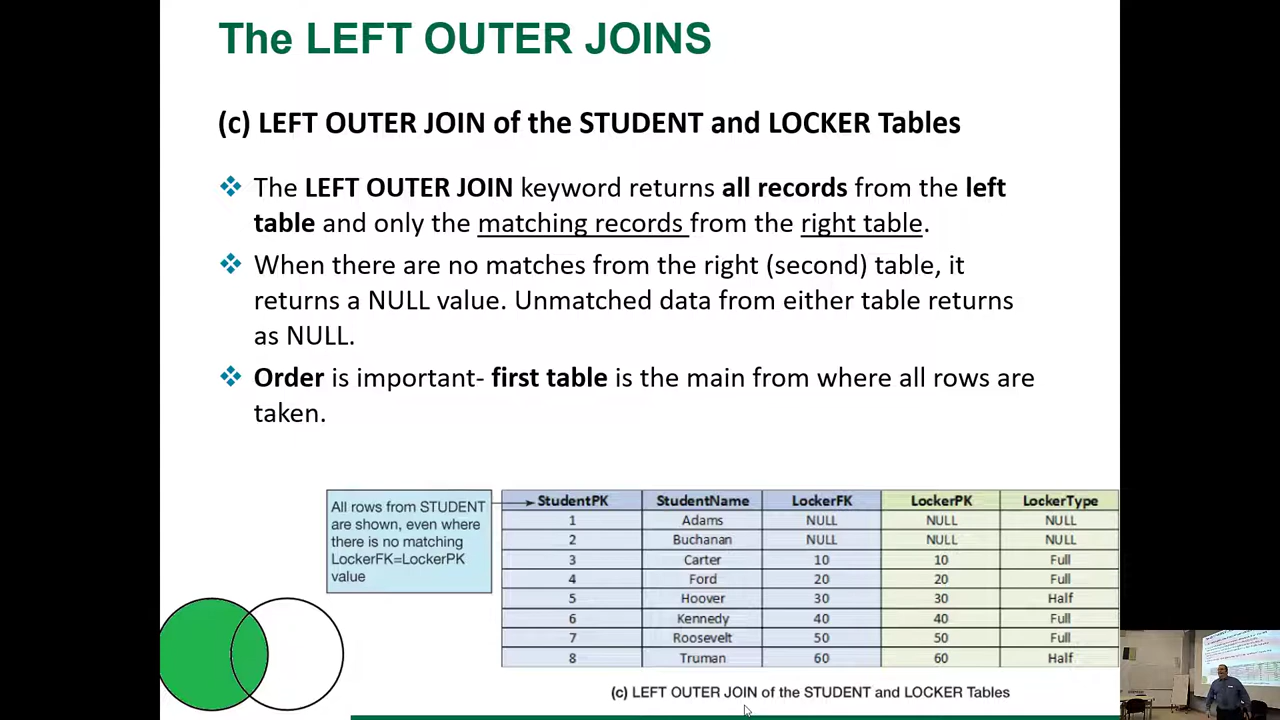 The LEFT OUTER JOINS
(c) LEFT OUTER JOIN of the STUDENT and LOCKER Tables
The LEFT OUTER JOIN keyword returns all records from the left
table and only the matching records from the right table.
When there are no matches from the right (second) table, it
returns a NULL value. Unmatched data from either table returns
as NULL.
Order is important- first table is the main from where all rows are
taken.
All rows from STUDENT
are shown, even where
there is no matching
LockerFK=LockerPK
value
StudentPK StudentName LockerFK LockerPK LockerType
1 Adams NULL NULL NULL
2 Buchanan NULL NULL NULL
3 Carter 10 10 Full
4 Ford 20 20 Full
5 Hoover 30 30 Half
6 Kennedy 40 40 Full
7 Roosevelt 50 50 Full
8 Truman 60 60 Half
(c) LEFT OUTER JOIN of the STUDENT and LOCKER Tables